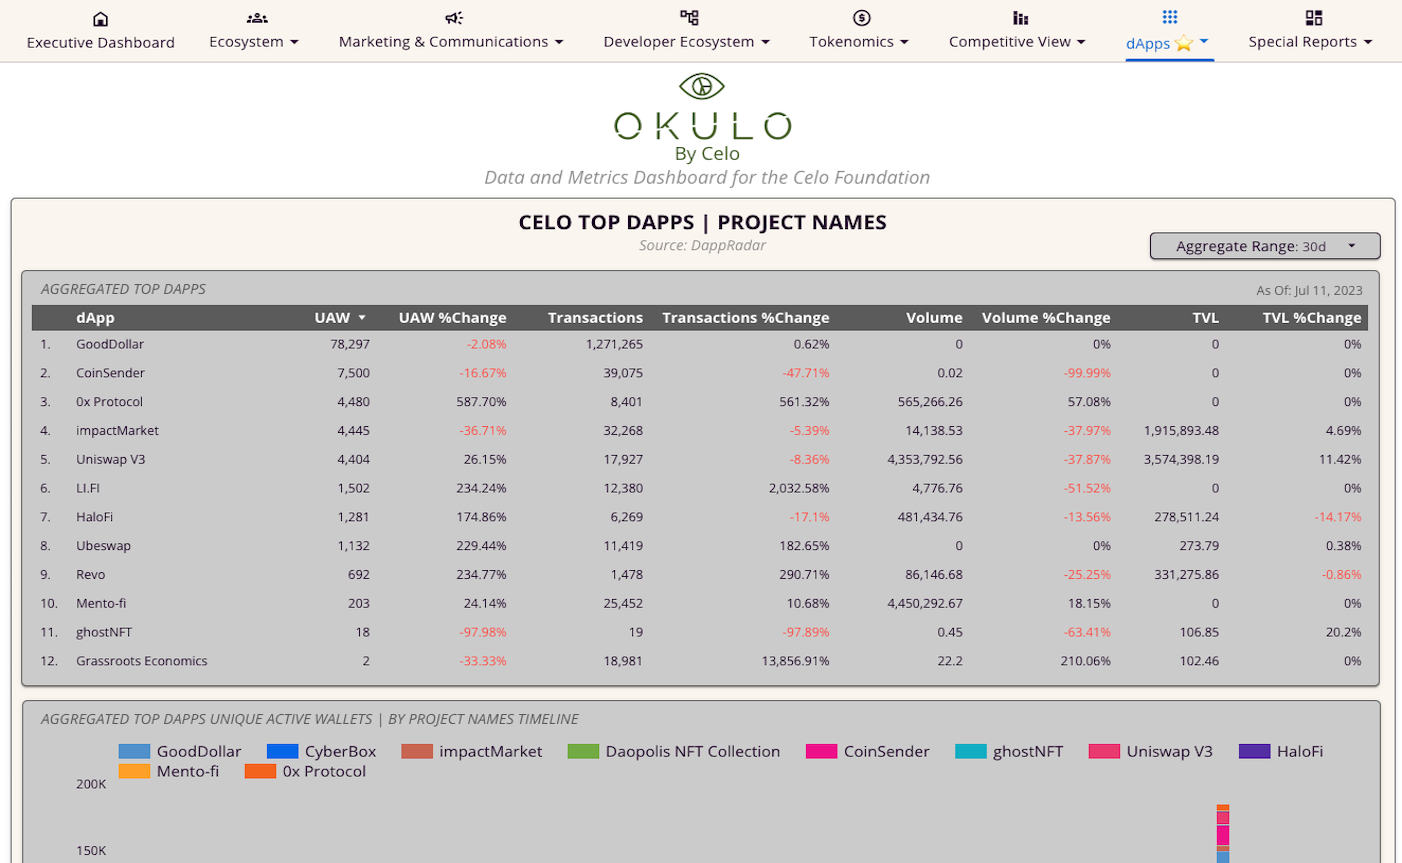 Executive Dashboard Ecosystem Marketing & Communications Developer Ecosystem Tokenomics Competitive View dApps ⭐ Special Reports
OKULO
By Celo
Data and Metrics Dashboard for the Celo Foundation
CELO TOP DAPPS | PROJECT NAMES
Source: DappRadar
Aggregate Range: 30d
AGGREGATED TOP DAPPS As Of: Jul 11, 2023
dApp UAW UAW %Change Transactions Transactions %Change Volume Volume %Change TVL TVL %Change
1. GoodDollar 78,297 -2.08% 1,271,265 0.62% 0 0% 0 0%
2. CoinSender 7,500 -16.67% 39,075 -47.71% 0.02 -99.99% 0 0%
3. 0x Protocol 4,480 587.70% 8,401 561.32% 565,266.26 57.08% 0 0%
4. impactMarket 4,445 -36.71% 32,268 -5.39% 14,138.53 -37.97% 1,915,893.48 4.69%
5. Uniswap V3 4,404 26.15% 17,927 -8.36% 4,353,792.56 -37.87% 3,574,398.19 11.42%
6. LI.FI 1,502 234.24% 12,380 2,032.58% 4,776.76 -51.52% 0 0%
7. HaloFi 1,281 174.86% 6,269 -17.1% 481,434.76 -13.56% 278,511.24 -14.17%
8. Ubeswap 1,132 229.44% 11,419 182.65% 0 0% 273.79 0.38%
9. Revo 692 234.77% 1,478 290.71% 86,146.68 -25.25% 331,275.86 -0.86%
10. Mento-fi 203 24.14% 25,452 10.68% 4,450,292.67 18.15% 0 0%
11. ghostNFT 18 -97.98% 19 -97.89% 0.45 -63.41% 106.85 20.2%
12. Grassroots Economics 2 -33.33% 18,981 13,856.91% 22.2 210.06% 102.46 0%
AGGREGATED TOP DAPPS UNIQUE ACTIVE WALLETS | BY PROJECT NAMES TIMELINE
GoodDollar CyberBox impactMarket Daopolis NFT Collection CoinSender ghostNFT Uniswap V3 HaloFi
Mento-fi 0x Protocol
200K
150K